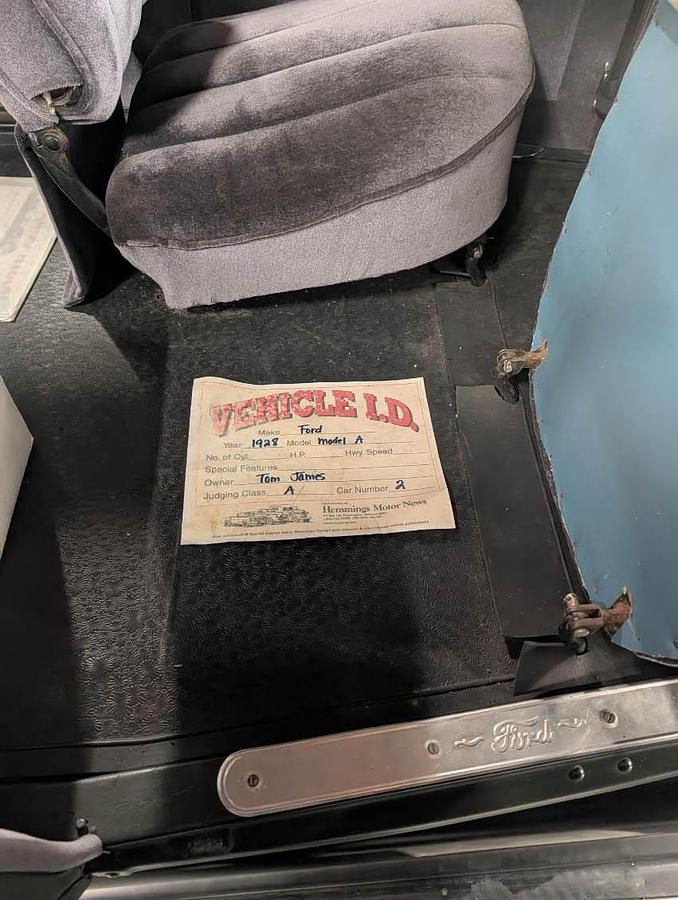 VEHICLE I.D.
Make Ford
Year 1928 Model Model A
No. of Cyl. H.P. Hwy. Speed
Special Features
Owner Tom James
Judging Class A Car Number 2
Hemmings Motor News
Ford